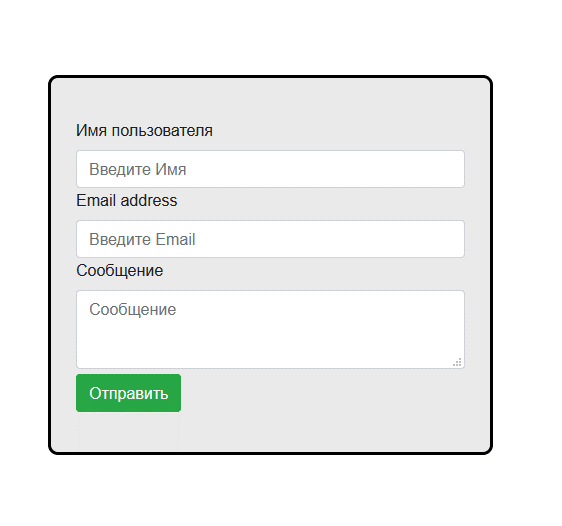 Имя пользователя
Введите Имя
Email address
Введите Email
Сообщение
Сообщение
Отправить